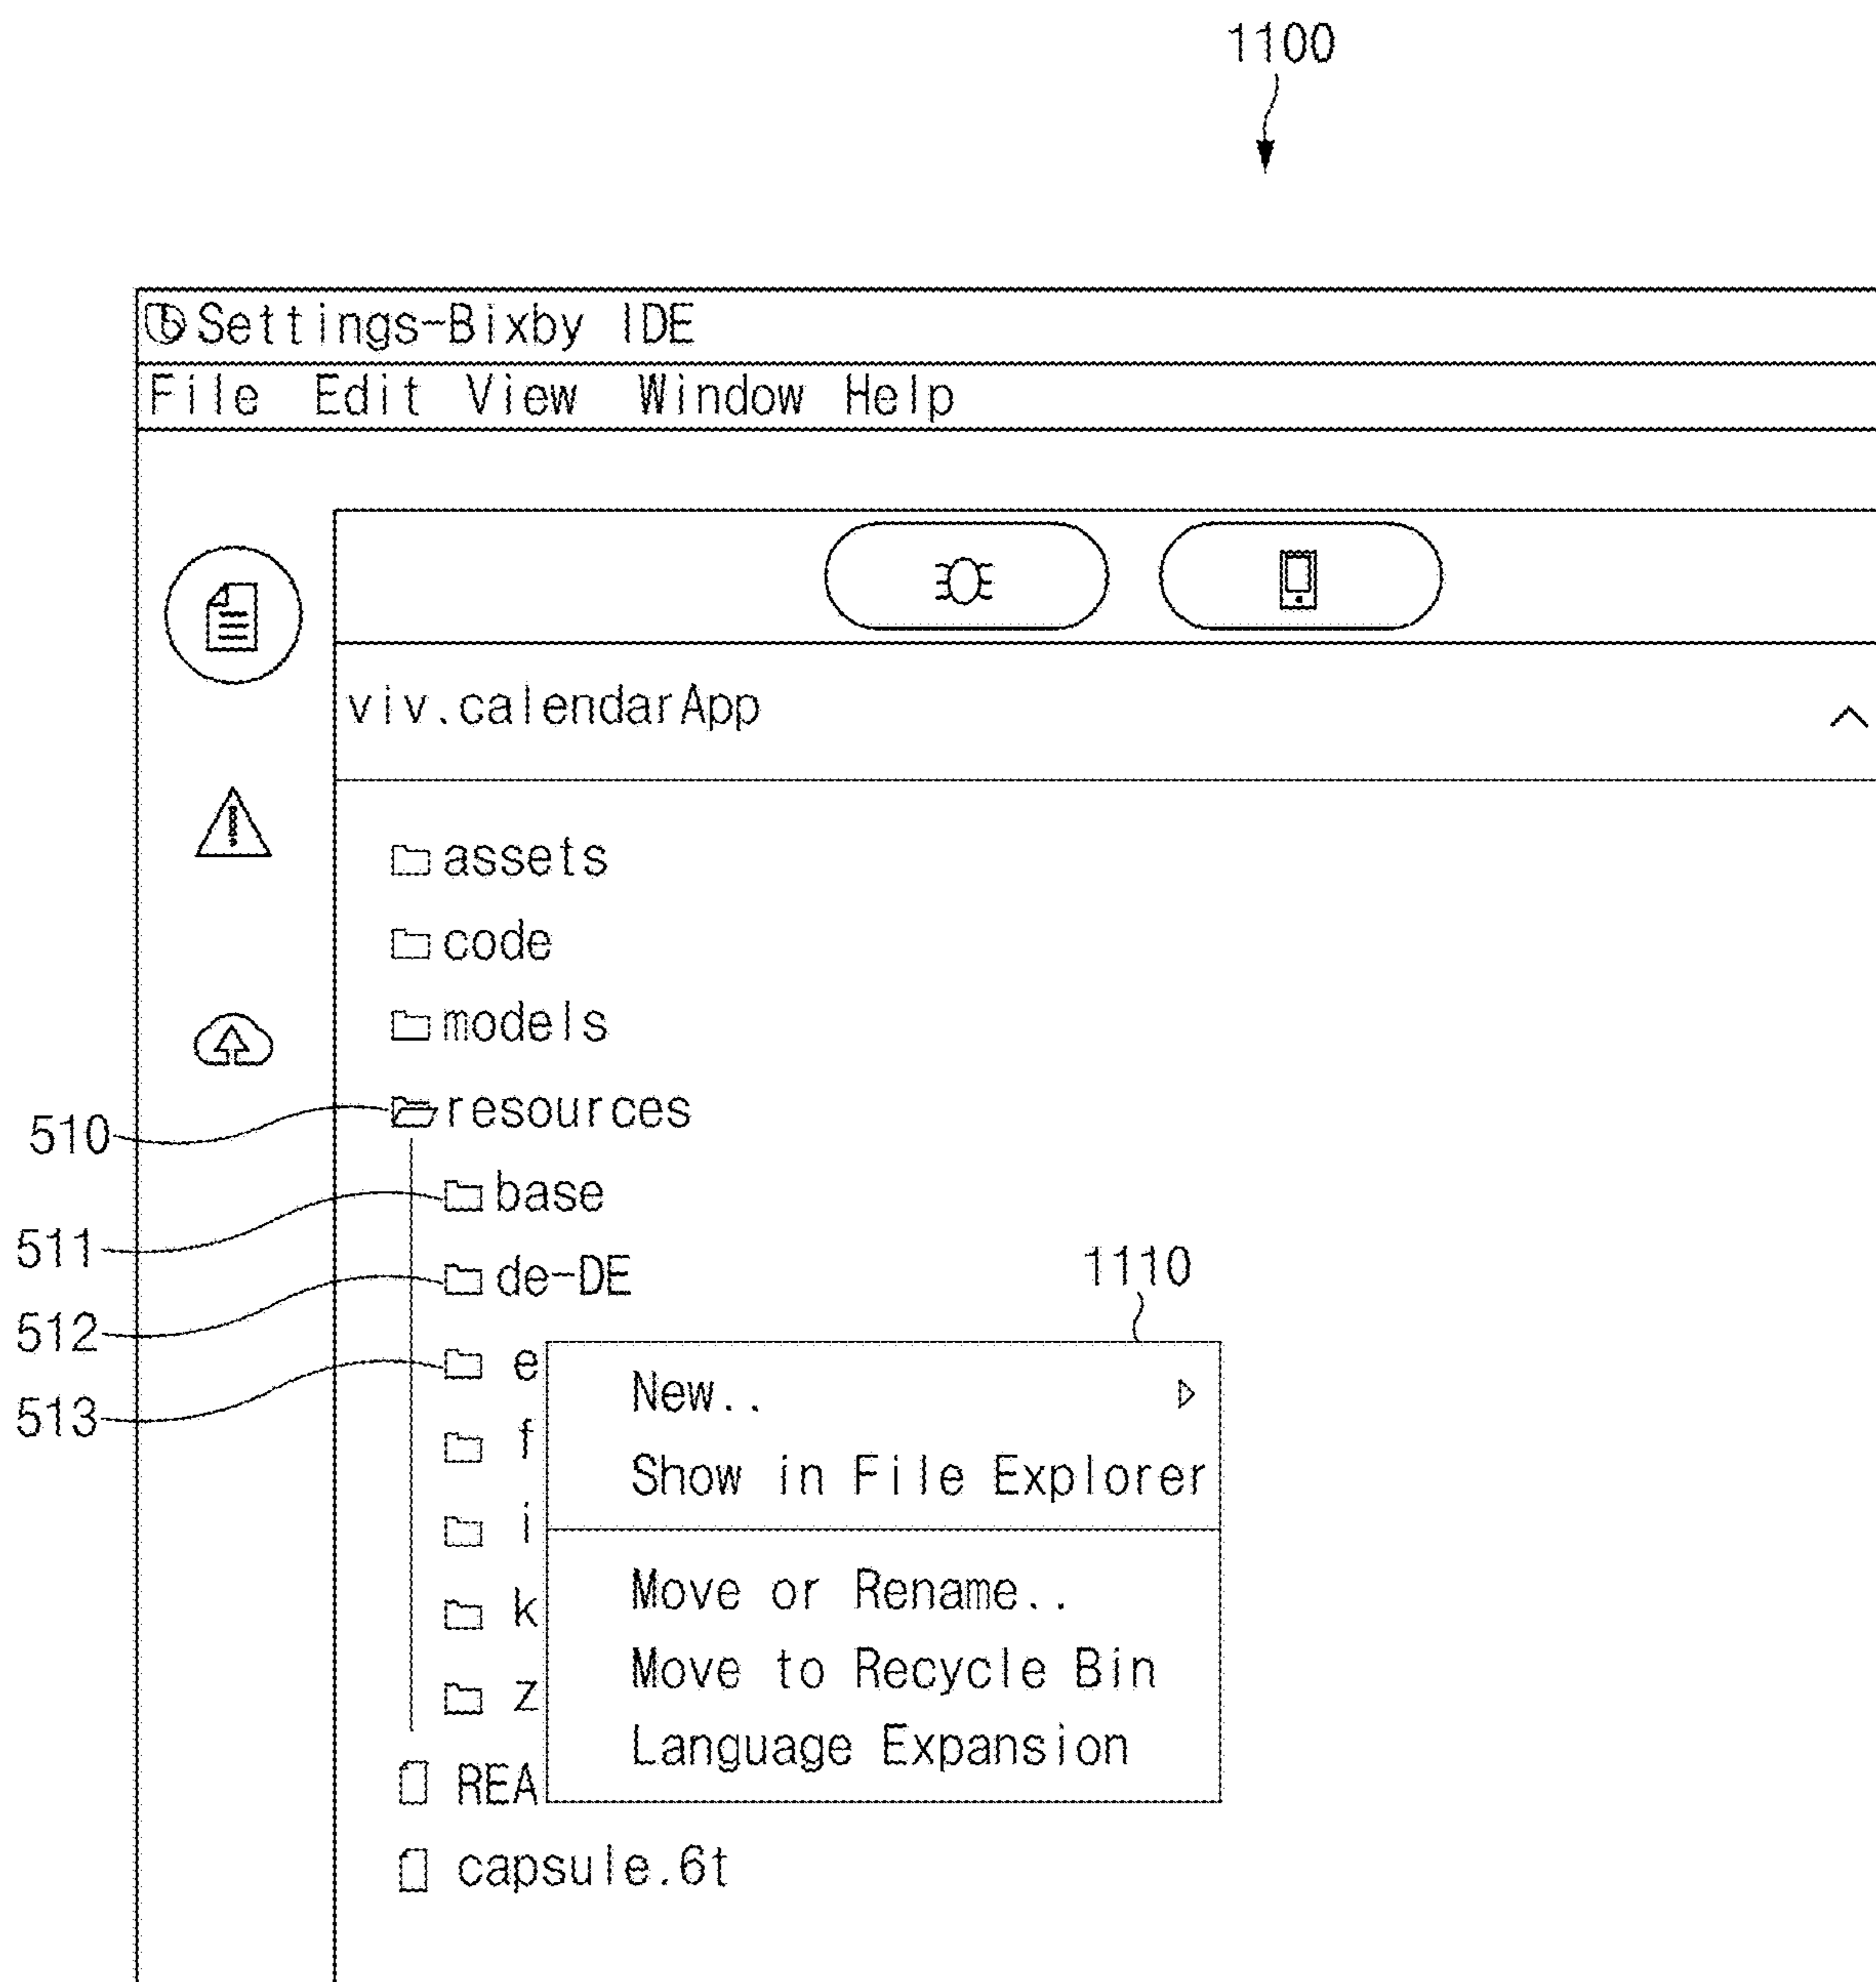 1100
Settings-Bixby IDE
File Edit View Window Help
viv.calendarApp
assets
code
models
510 resources
511 base
512 de-DE
1110
513 e
New..
f
Show in File Explorer
i
Move or Rename..
k
Move to Recycle Bin
z
Language Expansion
REA
capsule.6t